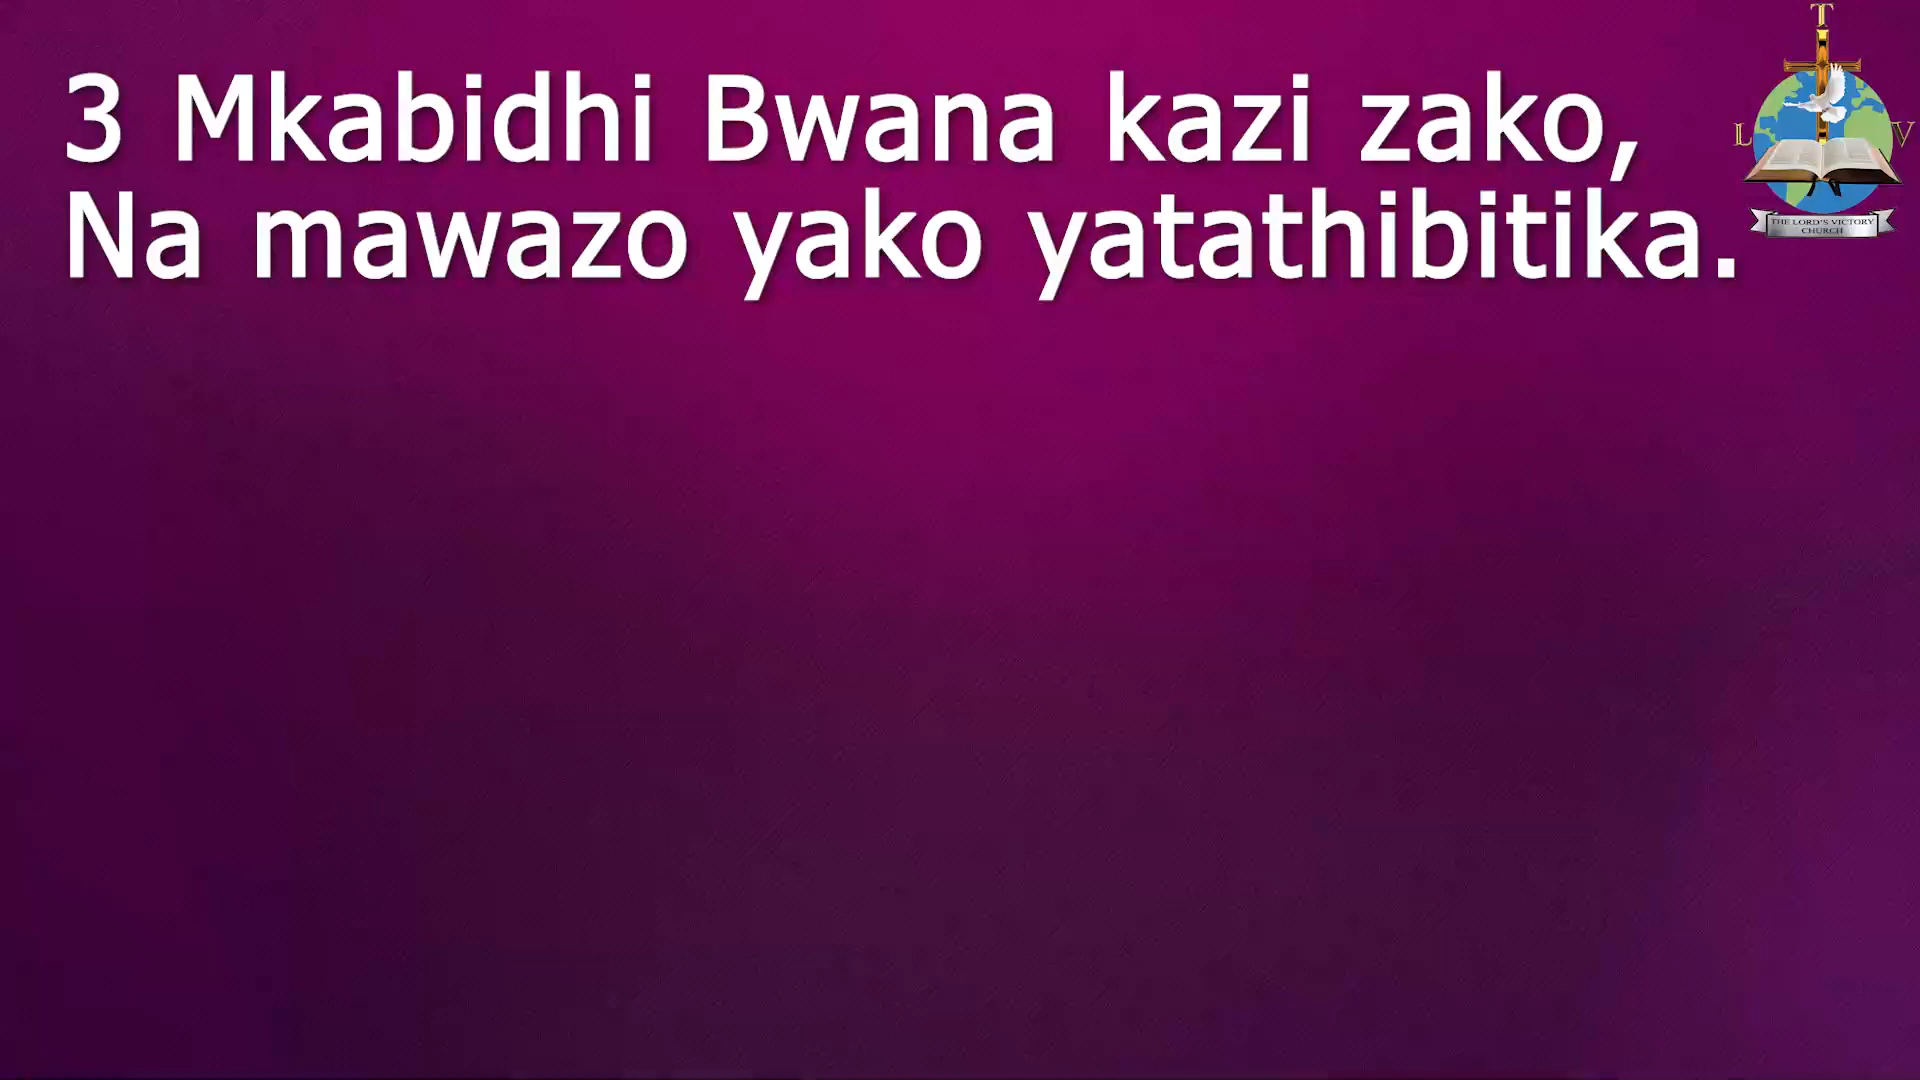 3 Mkabidhi Bwana kazi zako,
Na mawazo yako yatathibitika.
T
L V
THE LORD'S VICTORY
CHURCH